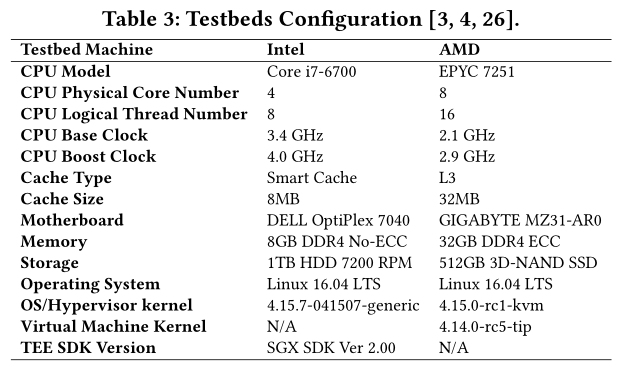 Table 3: Testbeds Configuration [3, 4, 26].
Testbed Machine Intel AMD
CPU Model Core i7-6700 EPYC 7251
CPU Physical Core Number 4 8
CPU Logical Thread Number 8 16
CPU Base Clock 3.4 GHz 2.1 GHz
CPU Boost Clock 4.0 GHz 2.9 GHz
Cache Type Smart Cache L3
Cache Size 8MB 32MB
Motherboard DELL OptiPlex 7040 GIGABYTE MZ31-AR0
Memory 8GB DDR4 No-ECC 32GB DDR4 ECC
Storage 1TB HDD 7200 RPM 512GB 3D-NAND SSD
Operating System Linux 16.04 LTS Linux 16.04 LTS
OS/Hypervisor kernel 4.15.7-041507-generic 4.15.0-rc1-kvm
Virtual Machine Kernel N/A 4.14.0-rc5-tip
TEE SDK Version SGX SDK Ver 2.00 N/A